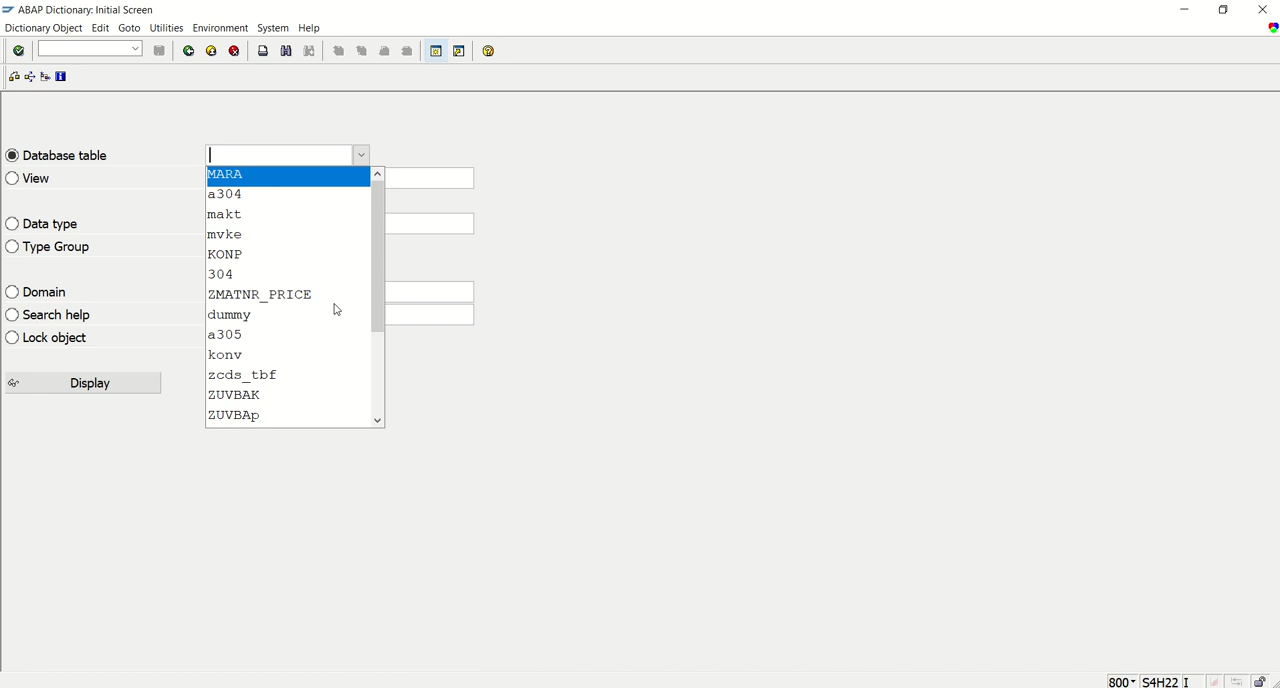 ABAP Dictionary: Initial Screen
Dictionary Object Edit Goto Utilities Environment System Help
Database table
View
Data type
Type Group
Domain
Search help
Lock object
Display
MARA
a304
makt
mvke
KONP
304
ZMATNR_PRICE
dummy
a305
konv
zcds_tbf
ZUVBAK
ZUVBAp
800 S4H22 I